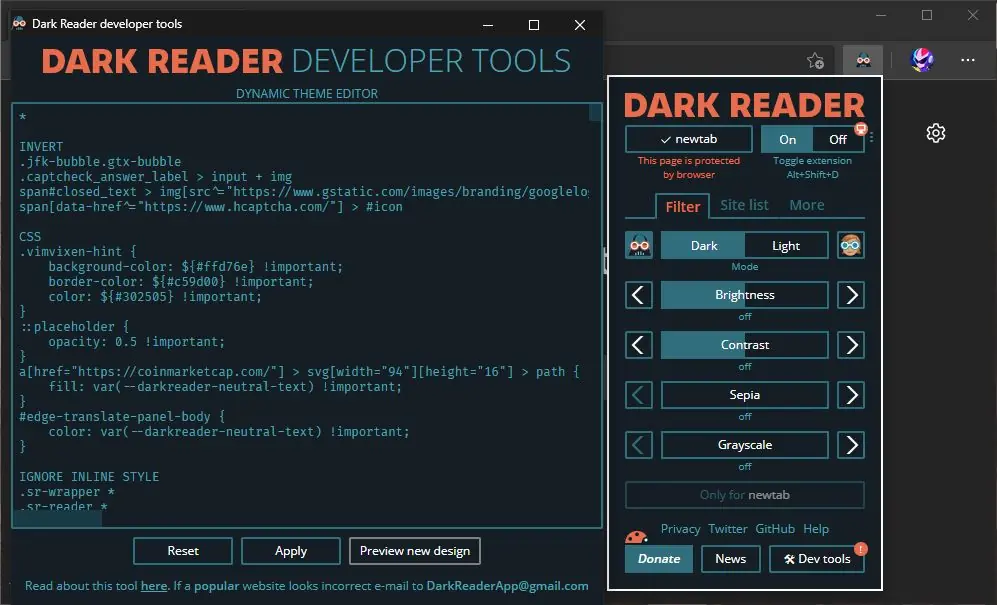 Dark Reader developer tools
DARK READER DEVELOPER TOOLS
DYNAMIC THEME EDITOR
*
INVERT
.jfk-bubble.gtx-bubble
.captcheck_answer_label > input + img
span#closed_text > img[src^="https://www.gstatic.com/images/branding/googlelo
span[data-href^="https://www.hcaptcha.com/"] > #icon
CSS
.vimvixen-hint {
    background-color: ${#ffd76e} !important;
    border-color: ${#c59d00} !important;
    color: ${#302505} !important;
}
::placeholder {
    opacity: 0.5 !important;
}
a[href="https://coinmarketcap.com/"] > svg[width="94"][height="16"] > path {
    fill: var(--darkreader-neutral-text) !important;
}
#edge-translate-panel-body {
    color: var(--darkreader-neutral-text) !important;
}
IGNORE INLINE STYLE
.sr-wrapper *
.sr-reader *
Reset
Apply
Preview new design
Read about this tool here. If a popular website looks incorrect e-mail to DarkReaderApp@gmail.com
DARK READER
✓ newtab
On
Off
This page is protected
by browser
Toggle extension
Alt+Shift+D
Filter
Site list
More
Dark
Light
Mode
Brightness
off
Contrast
off
Sepia
off
Grayscale
off
Only for newtab
Privacy
Twitter
GitHub
Help
Donate
News
🛠 Dev tools
!